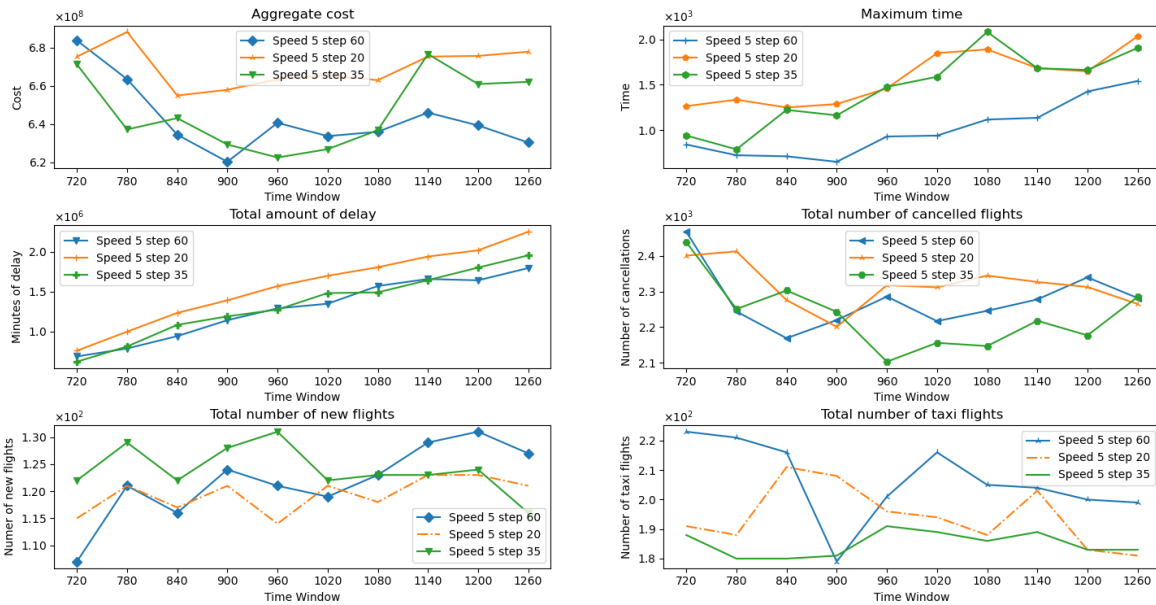 Aggregate cost
×10⁸
6.8
6.6
6.4
6.2
Cost
Speed 5 step 60
Speed 5 step 20
Speed 5 step 35
720 780 840 900 960 1020 1080 1140 1200 1260
Time Window
Maximum time
×10³
2.0
1.5
1.0
Time
Speed 5 step 60
Speed 5 step 20
Speed 5 step 35
720 780 840 900 960 1020 1080 1140 1200 1260
Time Window
Total amount of delay
×10⁶
2.0
1.5
1.0
Minutes of delay
Speed 5 step 60
Speed 5 step 20
Speed 5 step 35
720 780 840 900 960 1020 1080 1140 1200 1260
Time Window
Total number of cancelled flights
×10³
2.4
2.3
2.2
2.1
Number of cancellations
Speed 5 step 60
Speed 5 step 20
Speed 5 step 35
720 780 840 900 960 1020 1080 1140 1200 1260
Time Window
Total number of new flights
×10²
1.30
1.25
1.20
1.15
1.10
Numer of new flights
Speed 5 step 60
Speed 5 step 20
Speed 5 step 35
720 780 840 900 960 1020 1080 1140 1200 1260
Time Window
Total number of taxi flights
×10²
2.2
2.1
2.0
1.9
1.8
Number of taxi flights
Speed 5 step 60
Speed 5 step 20
Speed 5 step 35
720 780 840 900 960 1020 1080 1140 1200 1260
Time Window